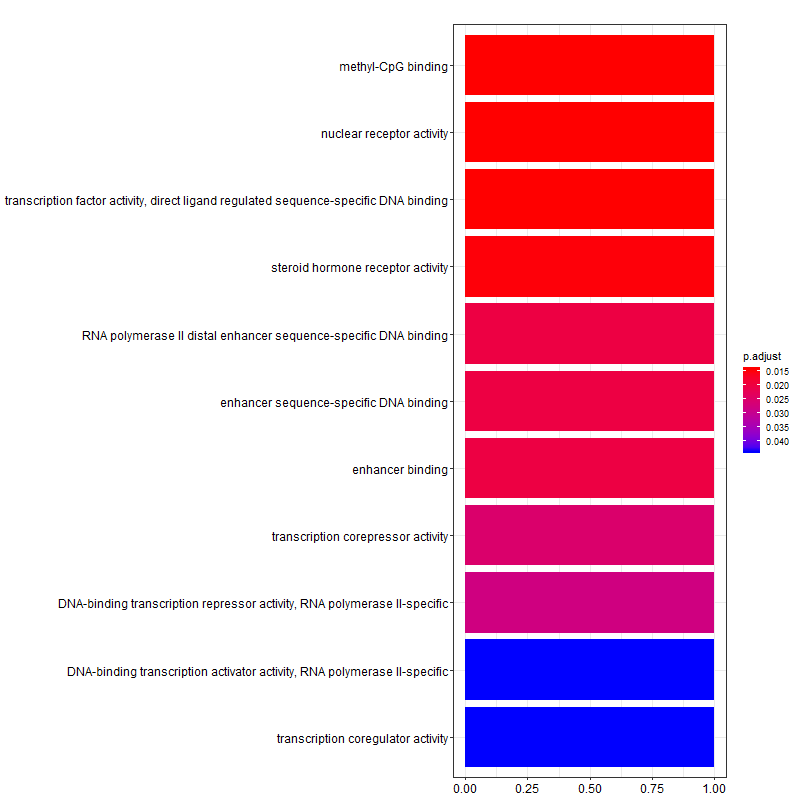 methyl-CpG binding
nuclear receptor activity
transcription factor activity, direct ligand regulated sequence-specific DNA binding
steroid hormone receptor activity
RNA polymerase II distal enhancer sequence-specific DNA binding
enhancer sequence-specific DNA binding
enhancer binding
transcription corepressor activity
DNA-binding transcription repressor activity, RNA polymerase II-specific
DNA-binding transcription activator activity, RNA polymerase II-specific
transcription coregulator activity
0.00 0.25 0.50 0.75 1.00
p.adjust
0.015
0.020
0.025
0.030
0.035
0.040